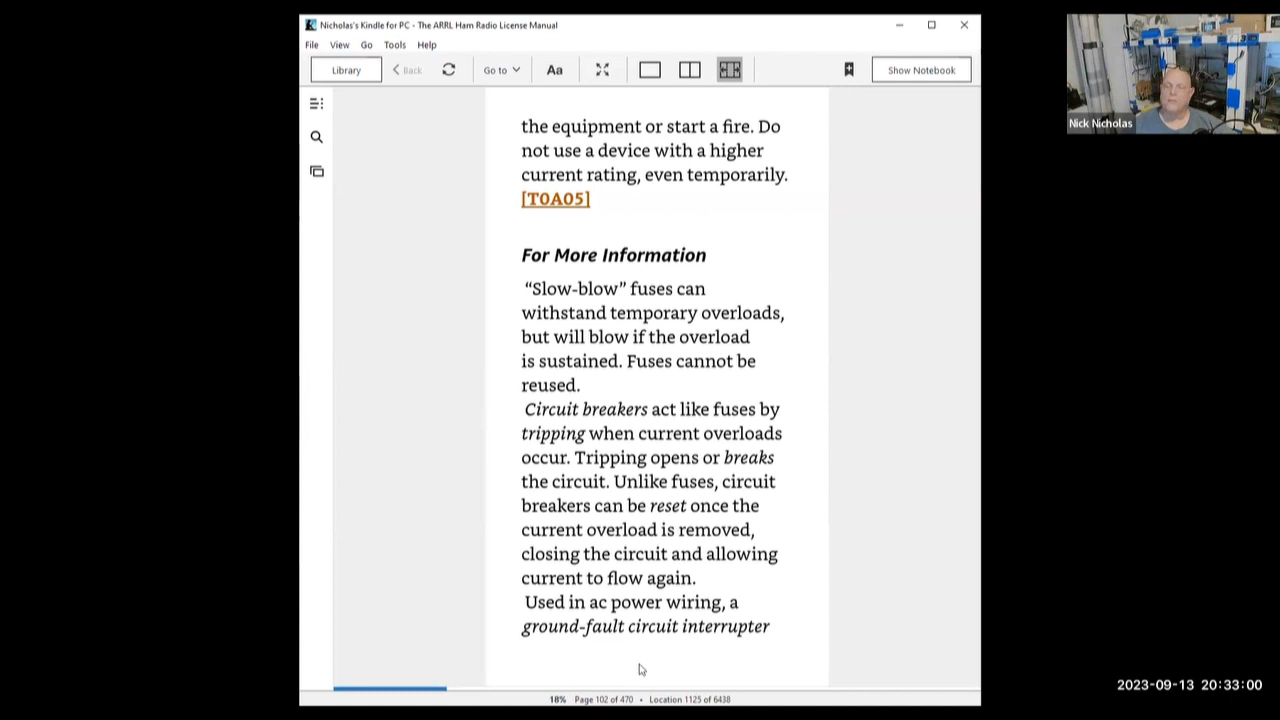 Nicholas's Kindle for PC - The ARRL Ham Radio License Manual
File View Go Tools Help
Library Back Go to Aa Show Notebook
the equipment or start a fire. Do
not use a device with a higher
current rating, even temporarily.
[T0A05]
For More Information
“Slow-blow” fuses can
withstand temporary overloads,
but will blow if the overload
is sustained. Fuses cannot be
reused.
Circuit breakers act like fuses by
tripping when current overloads
occur. Tripping opens or breaks
the circuit. Unlike fuses, circuit
breakers can be reset once the
current overload is removed,
closing the circuit and allowing
current to flow again.
Used in ac power wiring, a
ground-fault circuit interrupter
18% Page 102 of 470 • Location 1125 of 6438
Nick Nicholas
2023-09-13 20:33:00